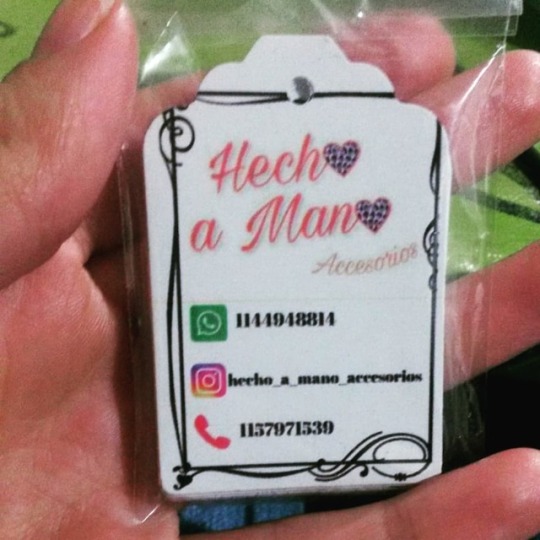 Hecho
a Mano
Accesorios
1144948814
hecho_a_mano_accesorios
1157971539